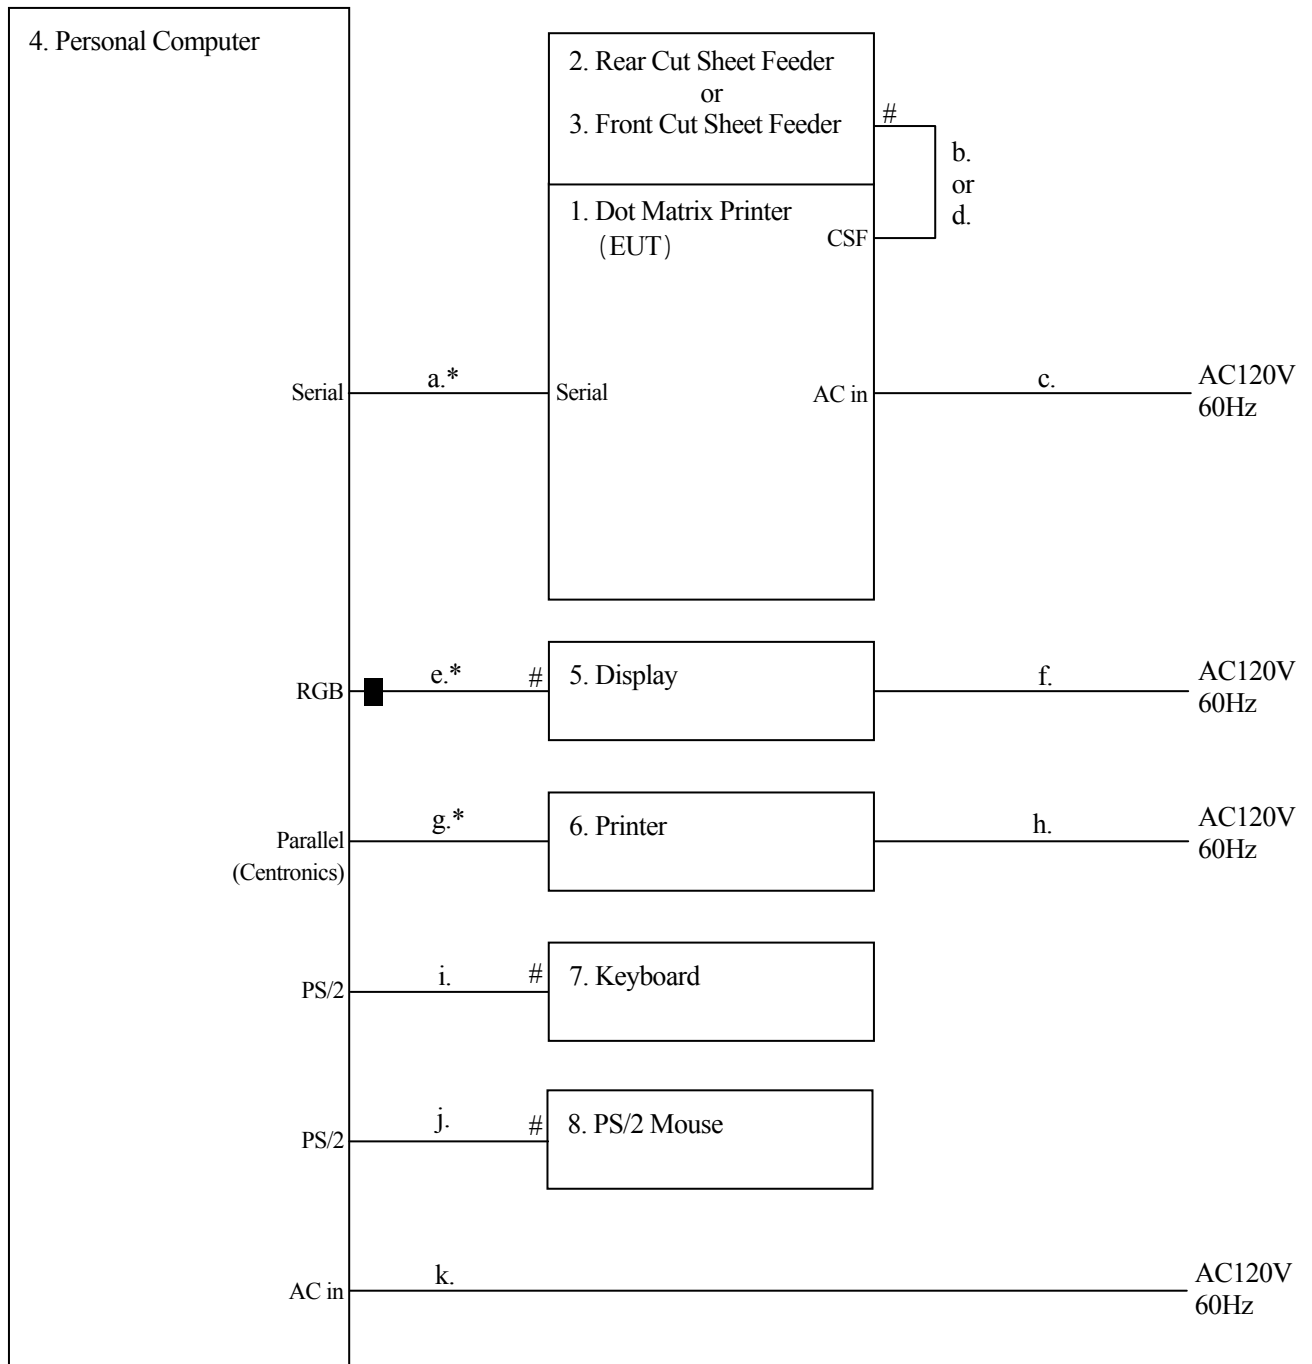 4. Personal Computer
2. Rear Cut Sheet Feeder
or
3. Front Cut Sheet Feeder
#
b.
or
d.
1. Dot Matrix Printer
(EUT)
CSF
Serial
a.*
Serial
AC in
c.
AC120V
60Hz
RGB
e.*
#
5. Display
f.
AC120V
60Hz
Parallel
(Centronics)
g.*
6. Printer
h.
AC120V
60Hz
PS/2
i.
#
7. Keyboard
PS/2
j.
#
8. PS/2 Mouse
AC in
k.
AC120V
60Hz